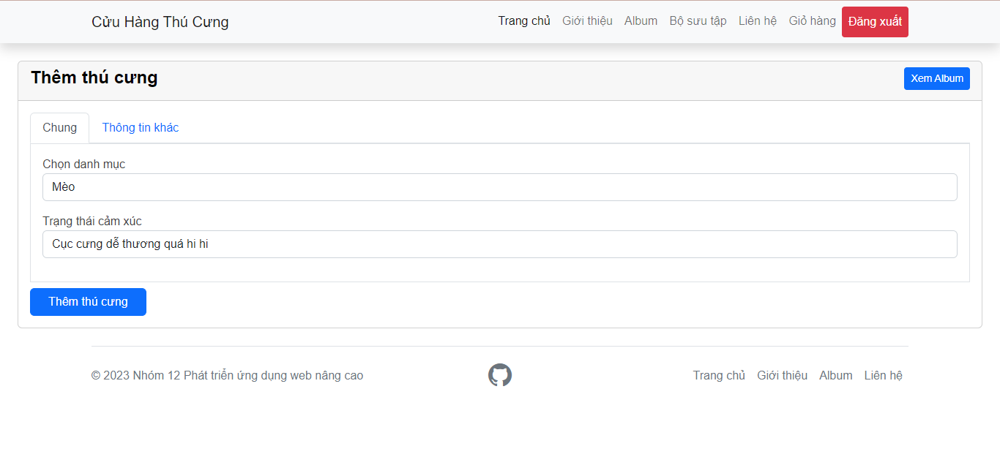 Cửu Hàng Thú Cưng
Trang chủ Giới thiệu Album Bộ sưu tập Liên hệ Giỏ hàng Đăng xuất
Thêm thú cưng
Xem Album
Chung Thông tin khác
Chọn danh mục
Mèo
Trạng thái cảm xúc
Cục cưng dễ thương quá hi hi
Thêm thú cưng
© 2023 Nhóm 12 Phát triển ứng dụng web nâng cao
Trang chủ Giới thiệu Album Liên hệ